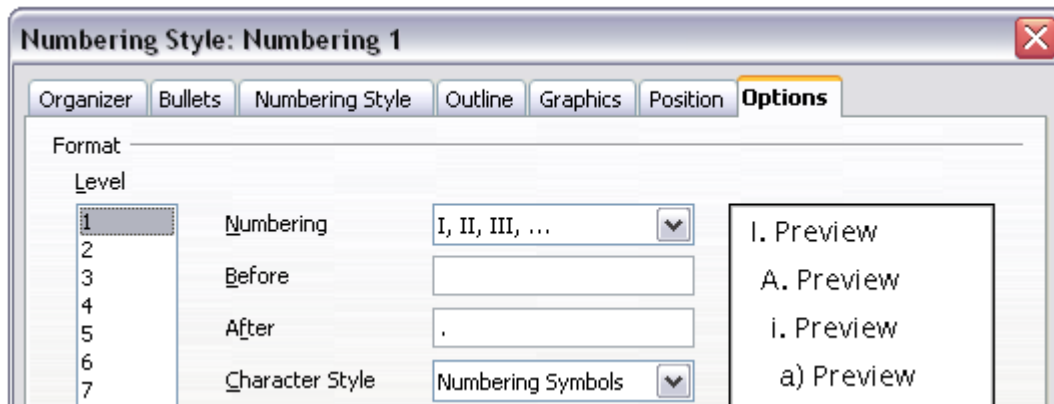 Numbering Style: Numbering 1
Organizer Bullets Numbering Style Outline Graphics Position Options
Format
Level
1
2
3
4
5
6
7
Numbering I, II, III, ...
Before
After .
Character Style Numbering Symbols
I. Preview
A. Preview
i. Preview
a) Preview